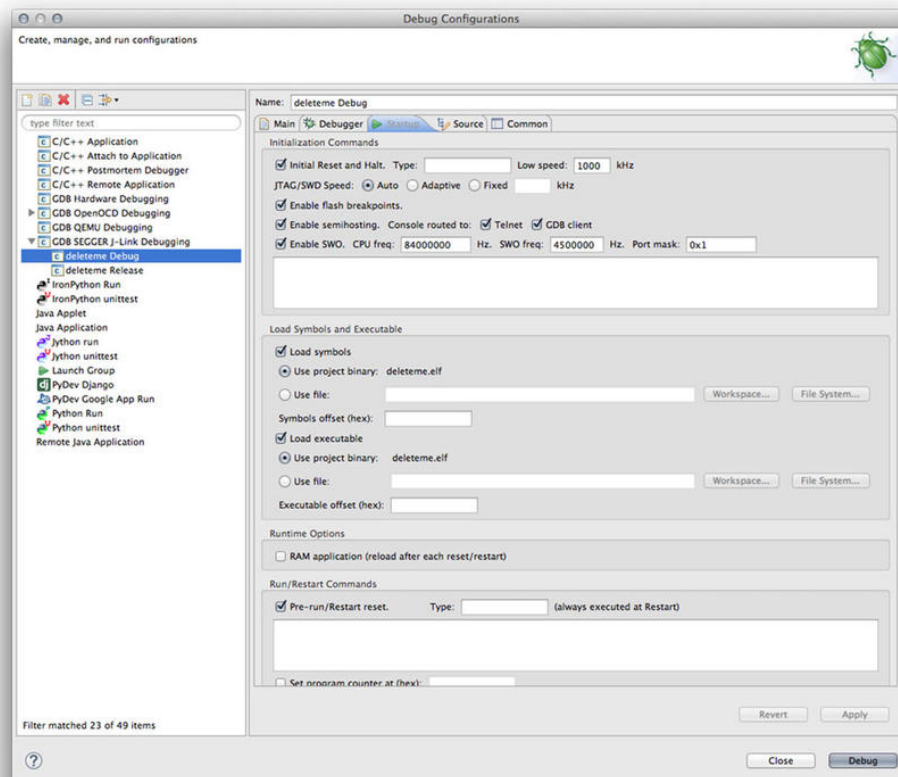 Debug Configurations
Create, manage, and run configurations
type filter text
C/C++ Application
C/C++ Attach to Application
C/C++ Postmortem Debugger
C/C++ Remote Application
GDB Hardware Debugging
GDB OpenOCD Debugging
GDB QEMU Debugging
GDB SEGGER J-Link Debugging
deleteme Debug
deleteme Release
IronPython Run
IronPython unittest
Java Applet
Java Application
Jython run
Jython unittest
Launch Group
PyDev Django
PyDev Google App Run
Python Run
Python unittest
Remote Java Application
Filter matched 23 of 49 items
Name: deleteme Debug
Main Debugger Startup Source Common
Initialization Commands
Initial Reset and Halt. Type: Low speed: 1000 kHz
JTAG/SWD Speed: Auto Adaptive Fixed kHz
Enable flash breakpoints.
Enable semihosting. Console routed to: Telnet GDB client
Enable SWO. CPU freq: 84000000 Hz. SWO freq: 4500000 Hz. Port mask: 0x1
Load Symbols and Executable
Load symbols
Use project binary: deleteme.elf
Use file: Workspace... File System...
Symbols offset (hex):
Load executable
Use project binary: deleteme.elf
Use file: Workspace... File System...
Executable offset (hex):
Runtime Options
RAM application (reload after each reset/restart)
Run/Restart Commands
Pre-run/Restart reset. Type: (always executed at Restart)
Set program counter at (hex):
Revert Apply
? Close Debug